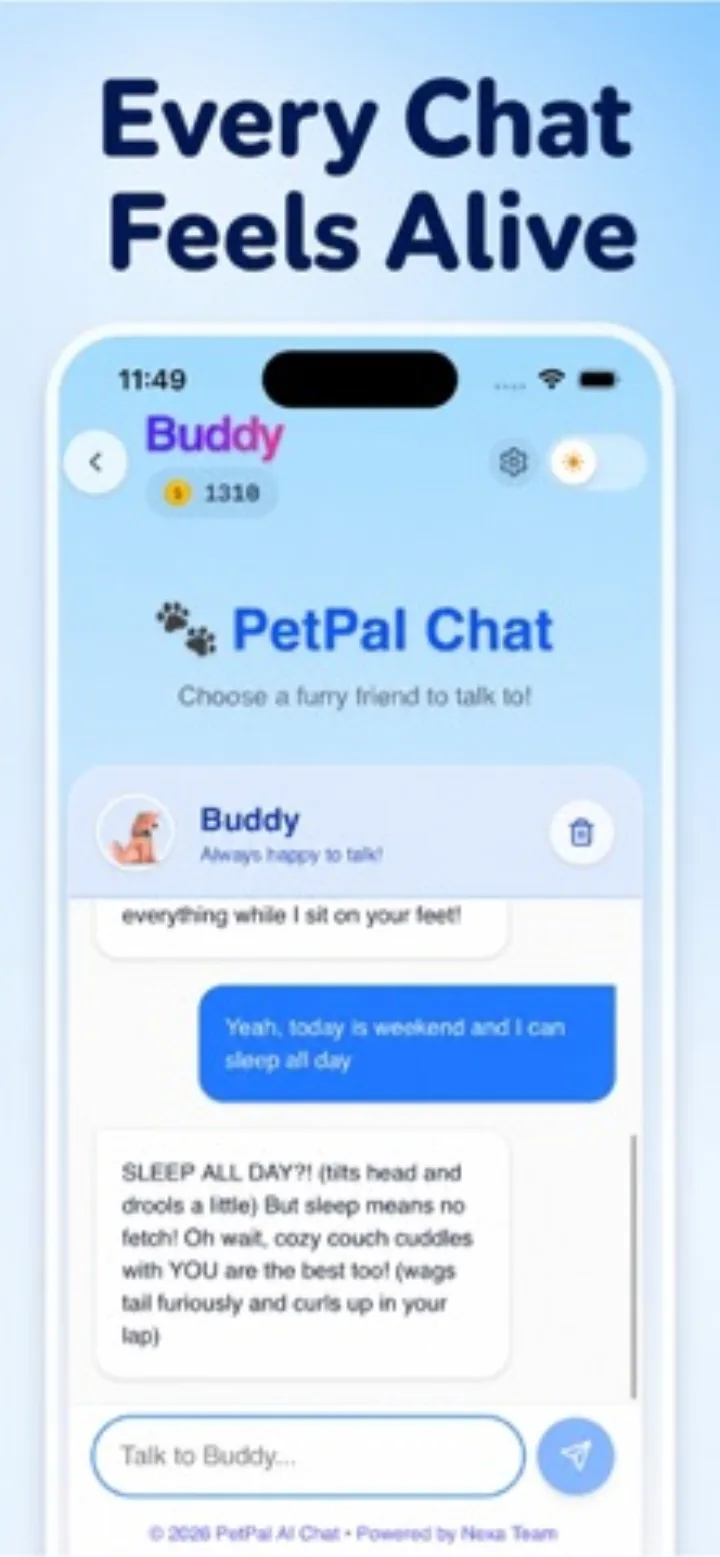 Every Chat
Feels Alive
11:49
Buddy
$ 1310
PetPal Chat
Choose a furry friend to talk to!
Buddy
Always happy to talk!
everything while I sit on your feet!
Yeah, today is weekend and I can
sleep all day
SLEEP ALL DAY?! (tilts head and
drools a little) But sleep means no
fetch! Oh wait, cozy couch cuddles
with YOU are the best too! (wags
tail furiously and curls up in your
lap)
Talk to Buddy...
© 2026 PetPal AI Chat • Powered by Nexa Team